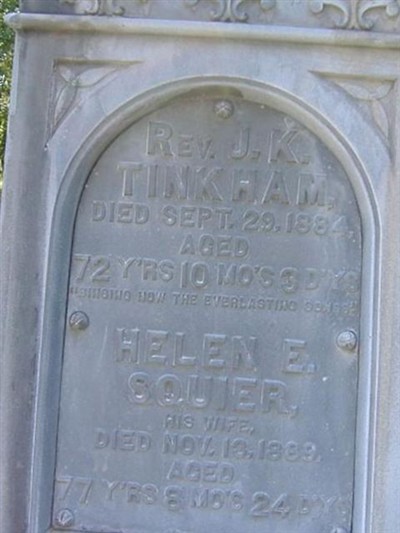 REV. J. K.
TINKHAM,
DIED SEPT. 29. 1884.
AGED
72 Y'RS 10 MO'S 3 D'YS
"SINGING NOW THE EVERLASTING SONG."
HELEN E.
SQUIER,
HIS WIFE,
DIED NOV. 13. 1889.
AGED
77 Y'RS 8 MO'S 24 D'YS